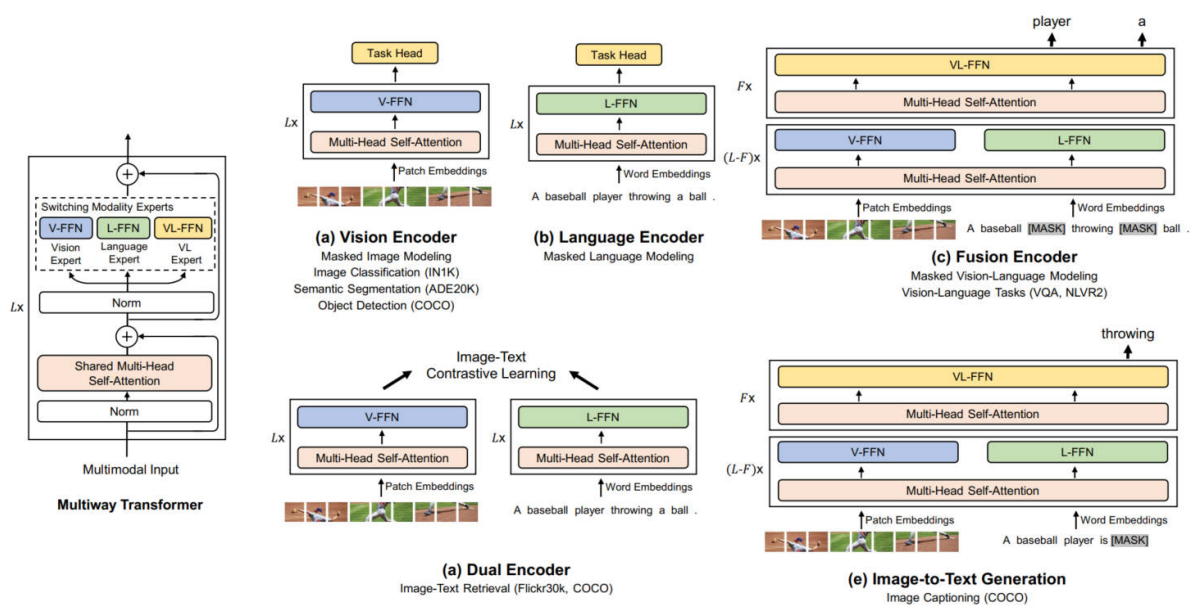 Switching Modality Experts
V-FFN
L-FFN
VL-FFN
Vision
Expert
Language
Expert
VL
Expert
Norm
Lx
Shared Multi-Head
Self-Attention
Norm
Multimodal Input
Multiway Transformer
Task Head
V-FFN
Lx
Multi-Head Self-Attention
Patch Embeddings
(a) Vision Encoder
Masked Image Modeling
Image Classification (IN1K)
Semantic Segmentation (ADE20K)
Object Detection (COCO)
Task Head
L-FFN
Lx
Multi-Head Self-Attention
Word Embeddings
A baseball player throwing a ball .
(b) Language Encoder
Masked Language Modeling
player a
VL-FFN
Fx
Multi-Head Self-Attention
V-FFN
L-FFN
(L-F)x
Multi-Head Self-Attention
Patch Embeddings
Word Embeddings
A baseball [MASK] throwing [MASK] ball .
(c) Fusion Encoder
Masked Vision-Language Modeling
Vision-Language Tasks (VQA, NLVR2)
Image-Text
Contrastive Learning
V-FFN
Lx
Multi-Head Self-Attention
Patch Embeddings
L-FFN
Lx
Multi-Head Self-Attention
Word Embeddings
A baseball player throwing a ball .
(a) Dual Encoder
Image-Text Retrieval (Flickr30k, COCO)
throwing
VL-FFN
Fx
Multi-Head Self-Attention
V-FFN
L-FFN
(L-F)x
Multi-Head Self-Attention
Patch Embeddings
Word Embeddings
A baseball player is [MASK]
(e) Image-to-Text Generation
Image Captioning (COCO)